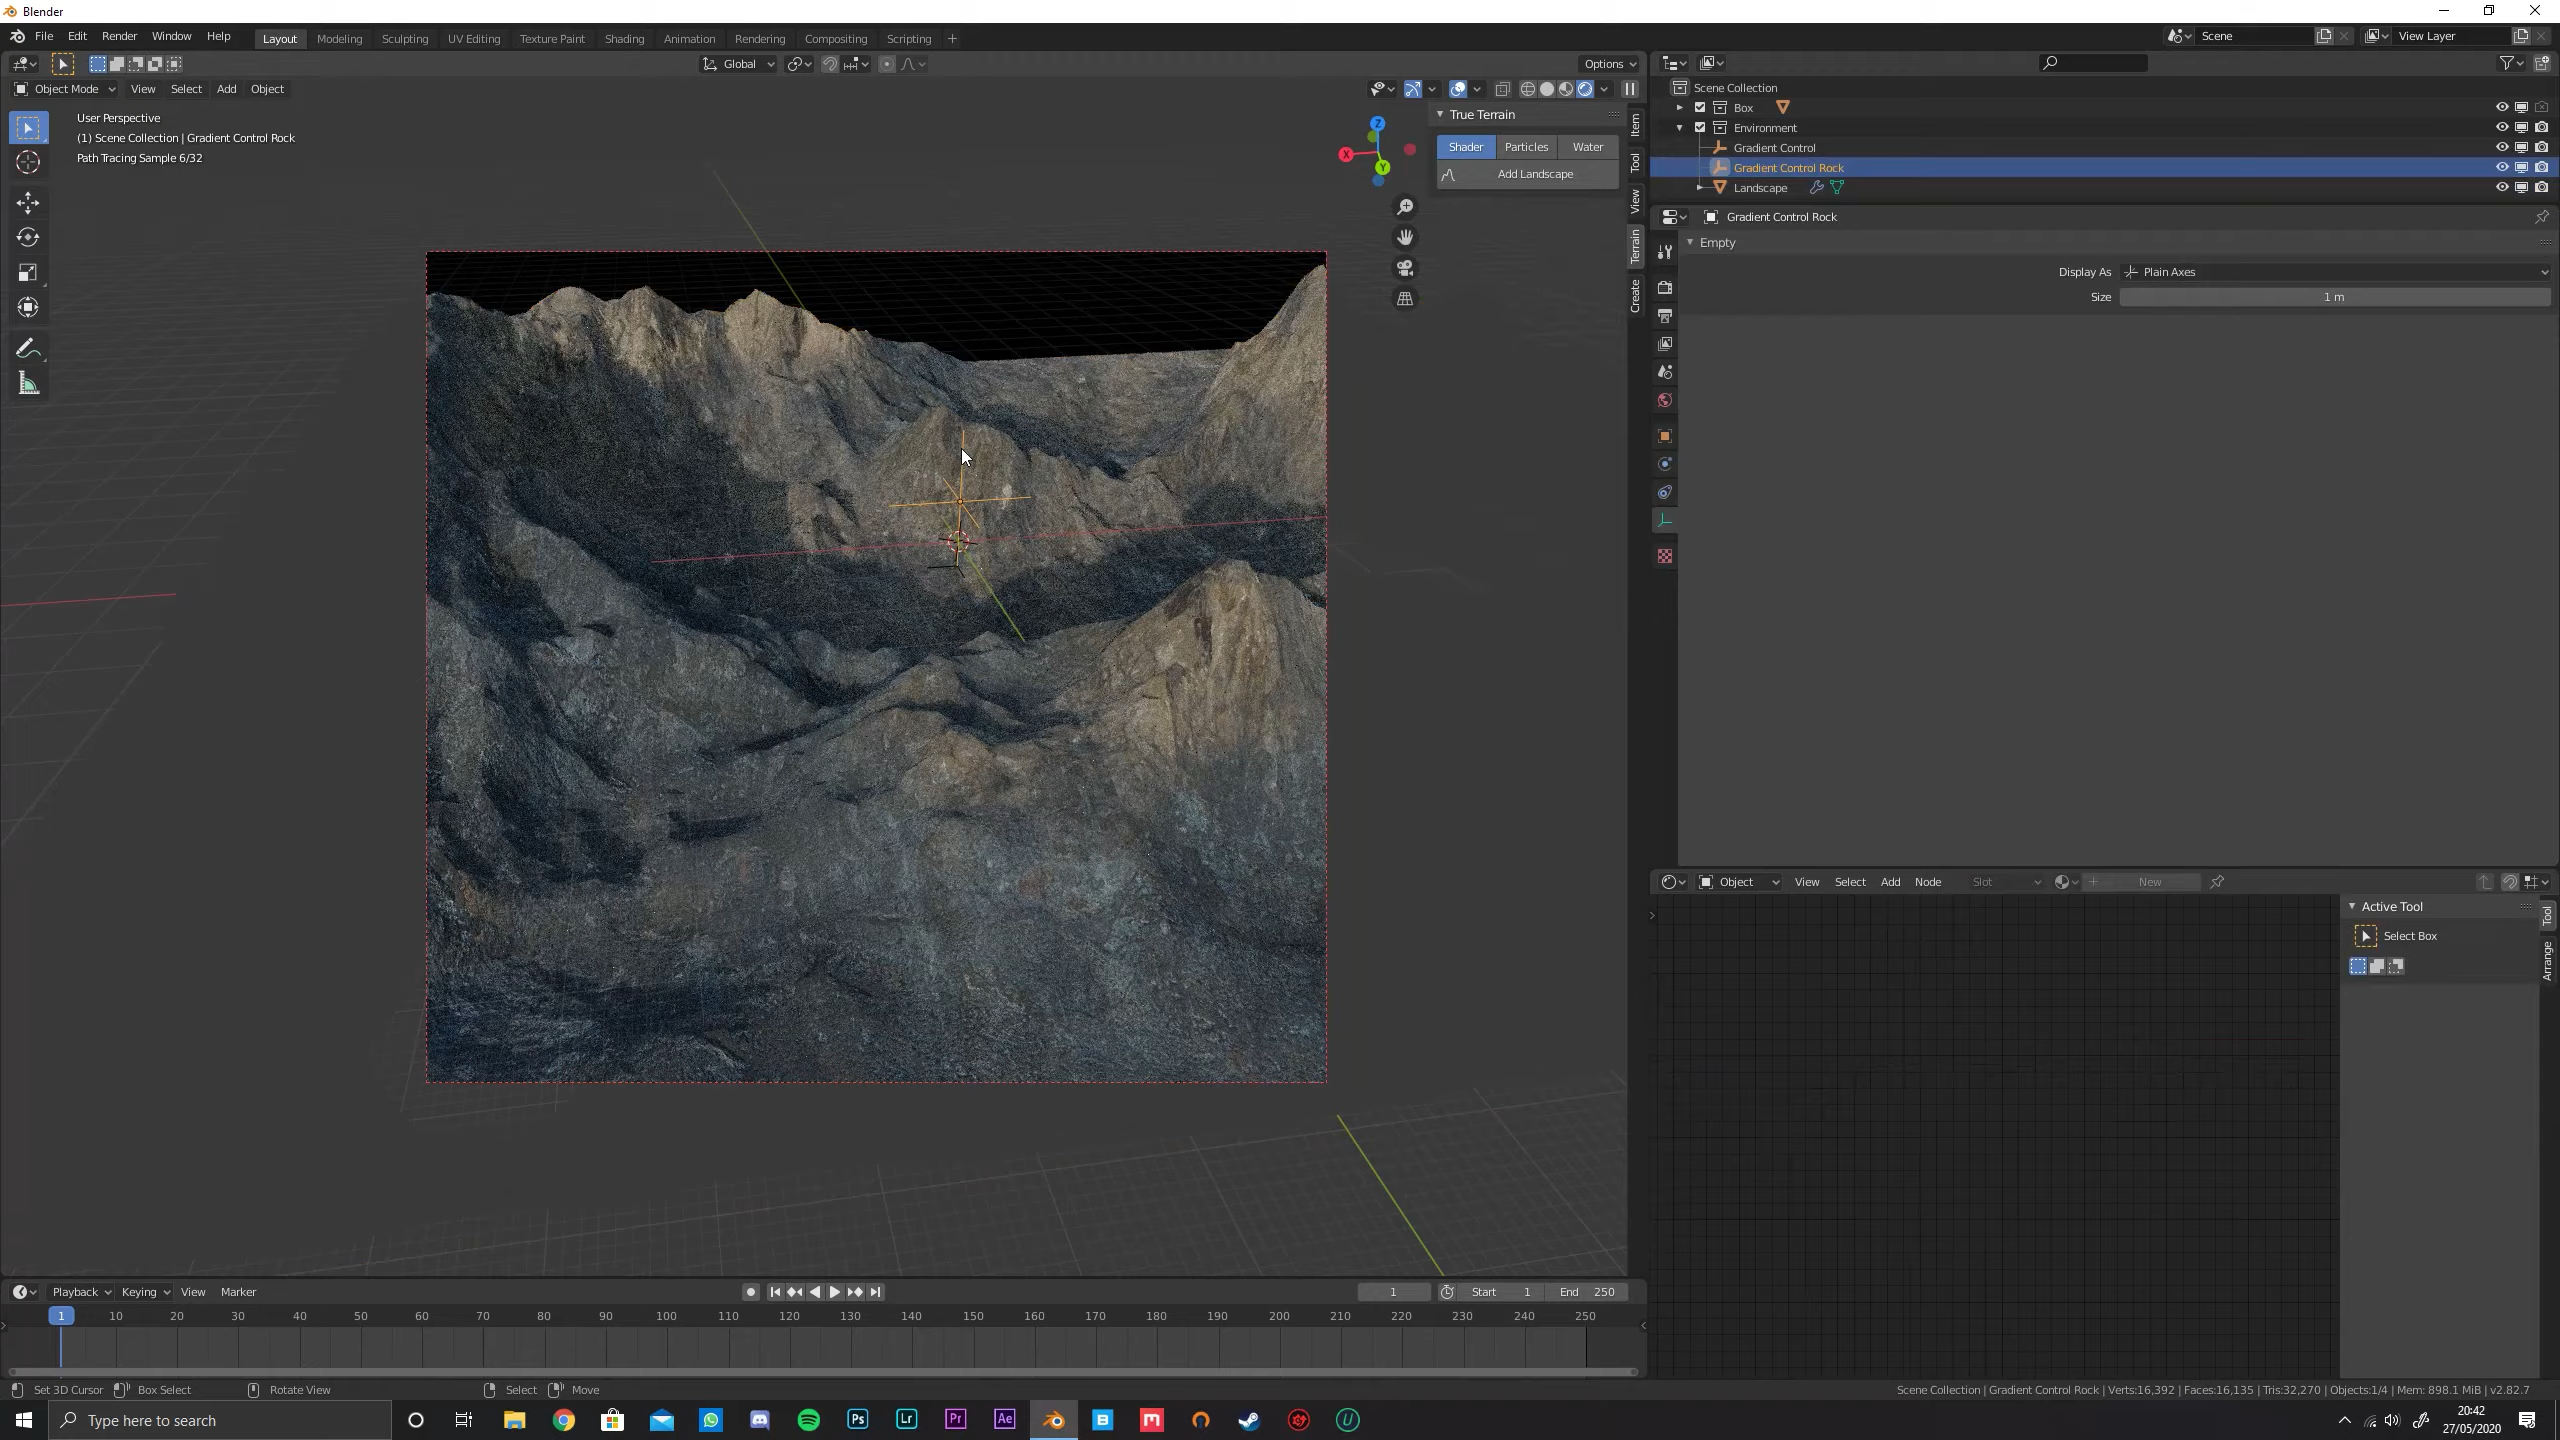 Blender
File Edit Render Window Help Layout Modeling Sculpting UV Editing Texture Paint Shading Animation Rendering Compositing Scripting + Scene View Layer
Global Options
Object Mode View Select Add Object
User Perspective
(1) Scene Collection | Gradient Control Rock
Path Tracing Sample 6/32
Z
X
Y
True Terrain
Shader Particles Water
Add Landscape
Item
Tool
View
Terrain
Create
Scene Collection
Box
Environment
Gradient Control
Gradient Control Rock
Landscape
Gradient Control Rock
Empty
Display As Plain Axes
Size 1 m
Object View Select Add Node Slot New
Active Tool
Select Box
Tool
Arrange
Playback Keying View Marker 1 Start 1 End 250
1 10 20 30 40 50 60 70 80 90 100 110 120 130 140 150 160 170 180 190 200 210 220 230 240 250
Set 3D Cursor Box Select Rotate View Select Move Scene Collection | Gradient Control Rock | Verts:16,392 | Faces:16,135 | Tris:32,270 | Objects:1/4 | Mem: 898.1 MiB | v2.82.7
Type here to search Ps Lr Pr Ae B M U
20:42
27/05/2020